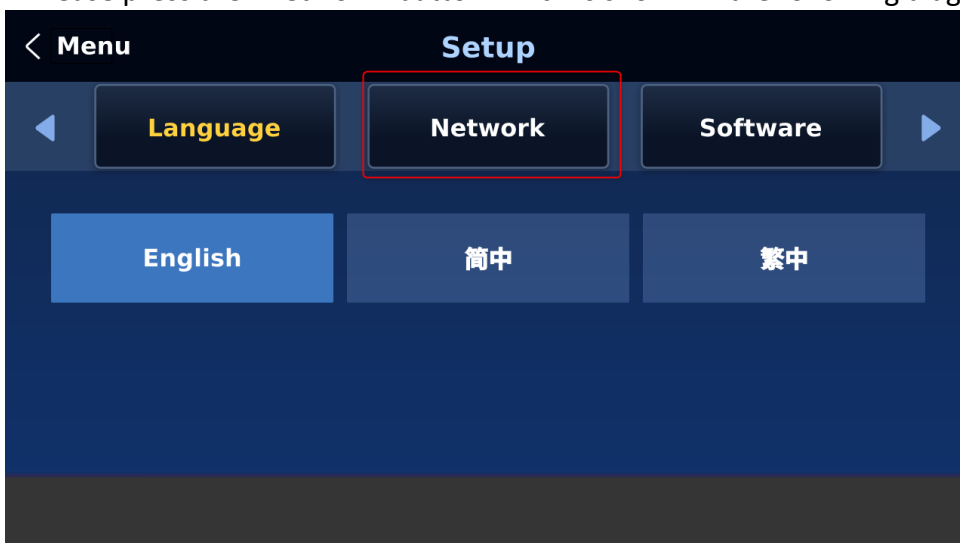 Menu
Setup
Language
Network
Software
English
简中
繁中